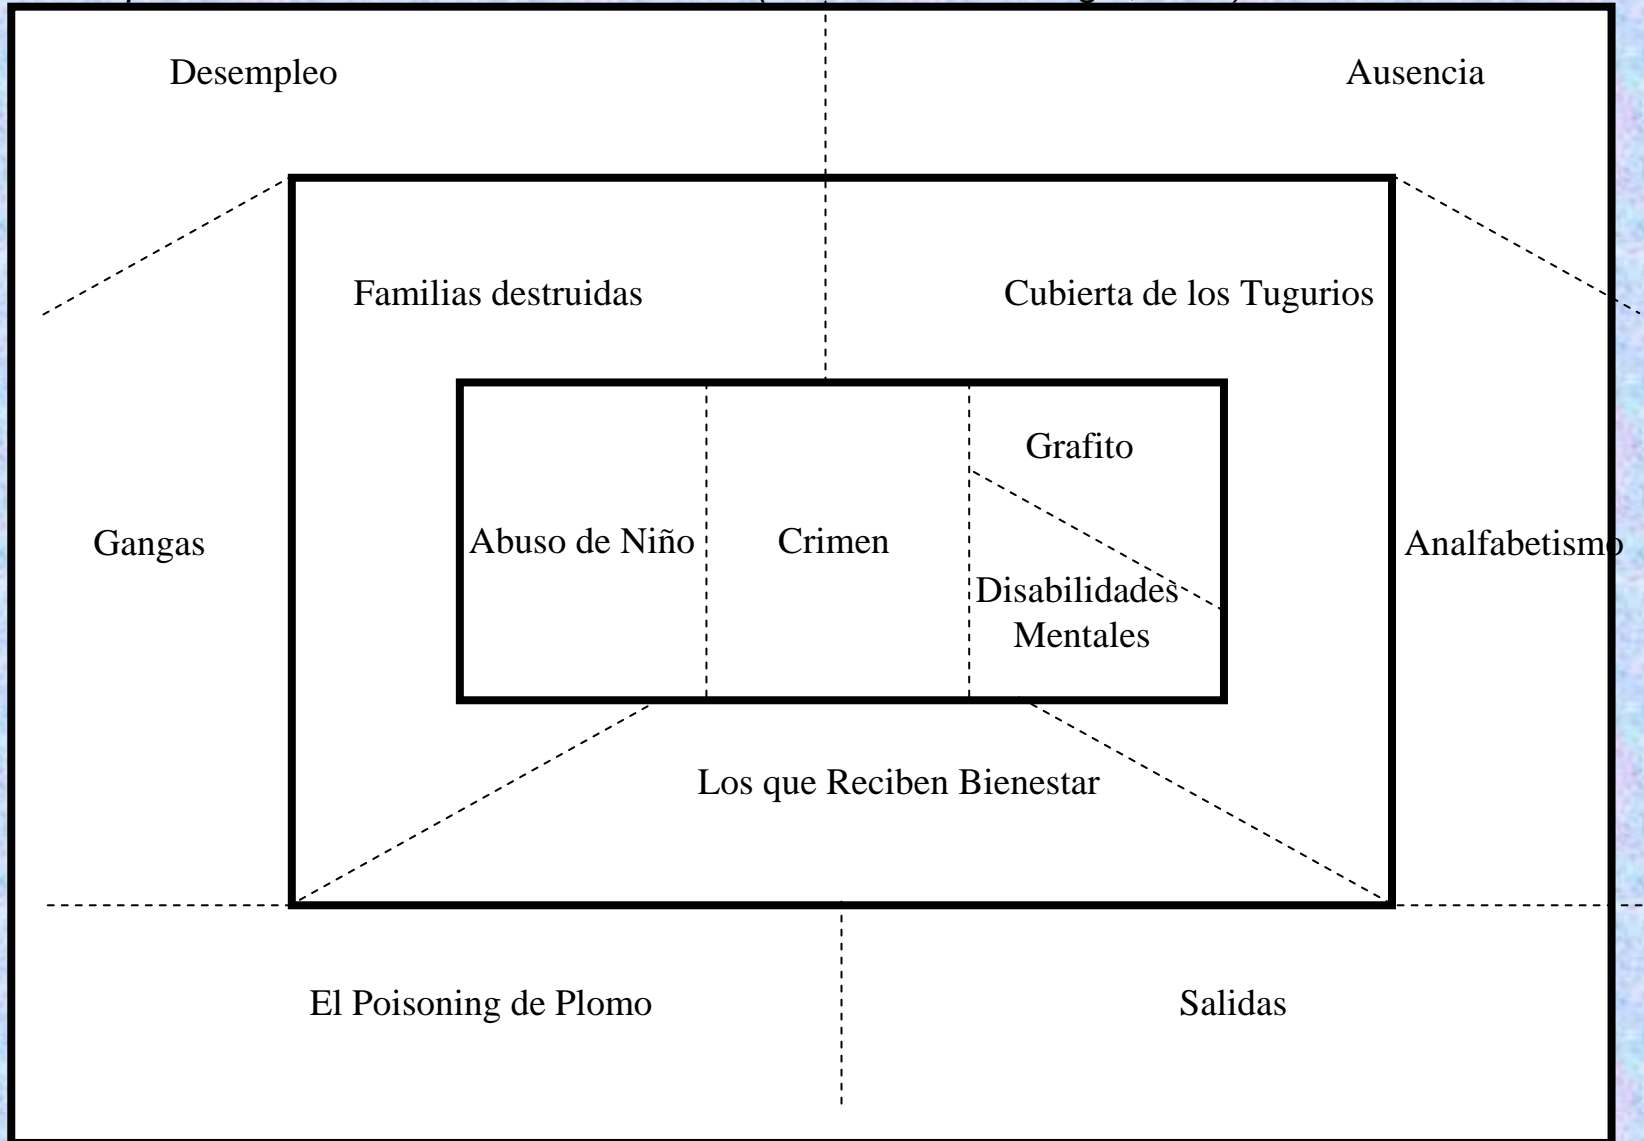 Desempleo
Ausencia
Familias destruidas
Cubierta de los Tugurios
Grafito
Gangas
Abuso de Niño
Crimen
Analfabetismo
Disabilidades
Mentales
Los que Reciben Bienestar
El Poisoning de Plomo
Salidas